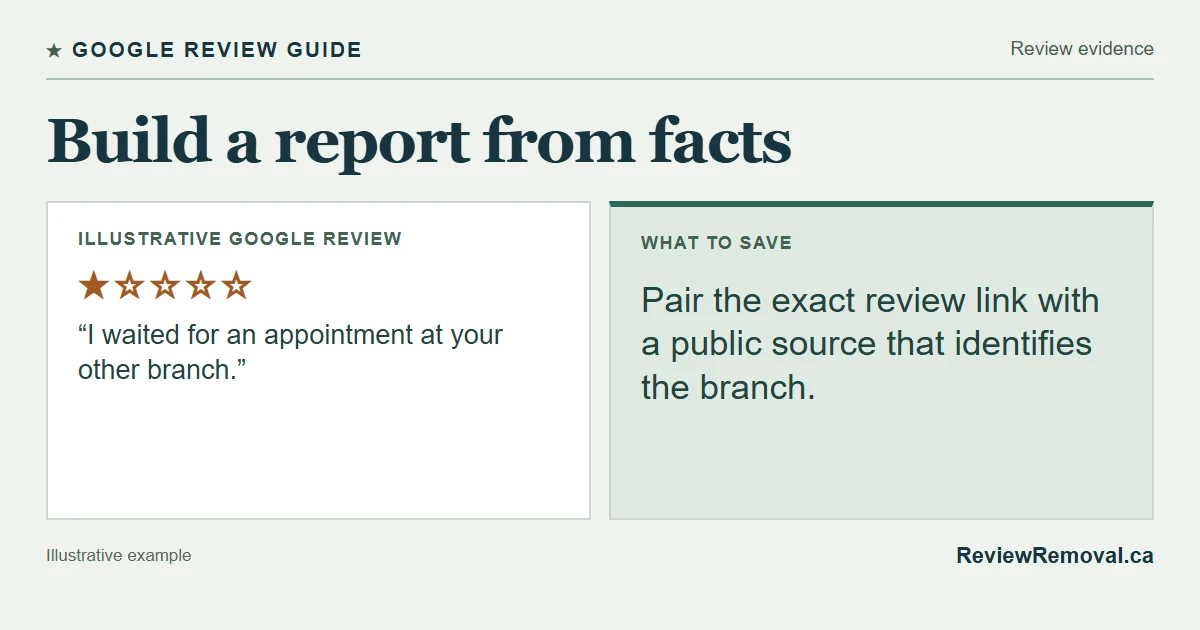 ★ GOOGLE REVIEW GUIDE
Review evidence
Build a report from facts
ILLUSTRATIVE GOOGLE REVIEW
★☆☆☆☆
“I waited for an appointment at your
other branch.”
WHAT TO SAVE
Pair the exact review link with
a public source that identifies
the branch.
Illustrative example
ReviewRemoval.ca